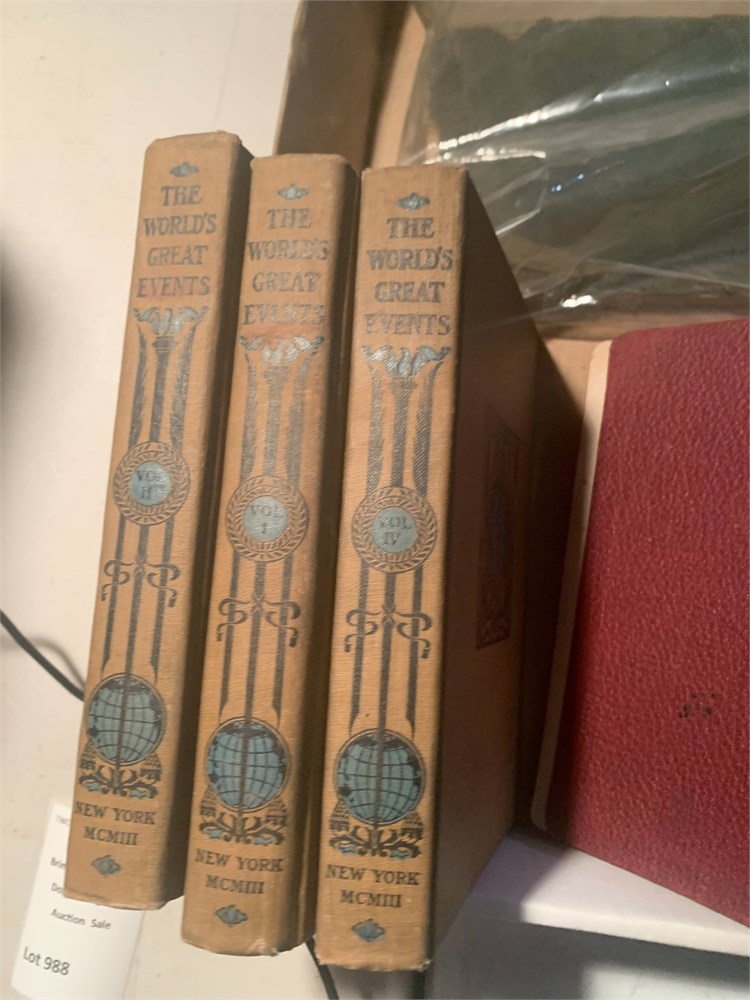 THE
WORLD'S
GREAT
EVENTS
VOL
II
NEW YORK
MCMIII
THE
WORLD'S
GREAT
EVENTS
VOL
I
NEW YORK
MCMIII
THE
WORLD'S
GREAT
EVENTS
VOL
IV
NEW YORK
MCMIII
Auction Sale
Lot 988